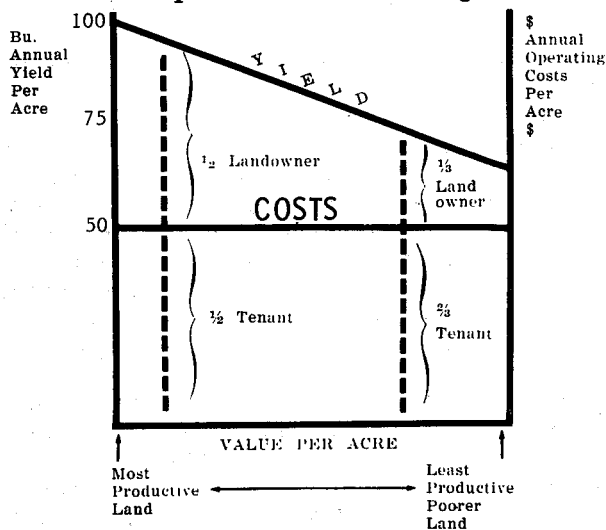 100
Bu.
Annual
Yield
Per
Acre
$
Annual
Operating
Costs
Per
Acre
$
YIELD
75
½ Landowner
⅓
Land
owner
COSTS
50
½ Tenant
⅔
Tenant
VALUE PER ACRE
Most
Productive
Land
Least
Productive
Poorer
Land